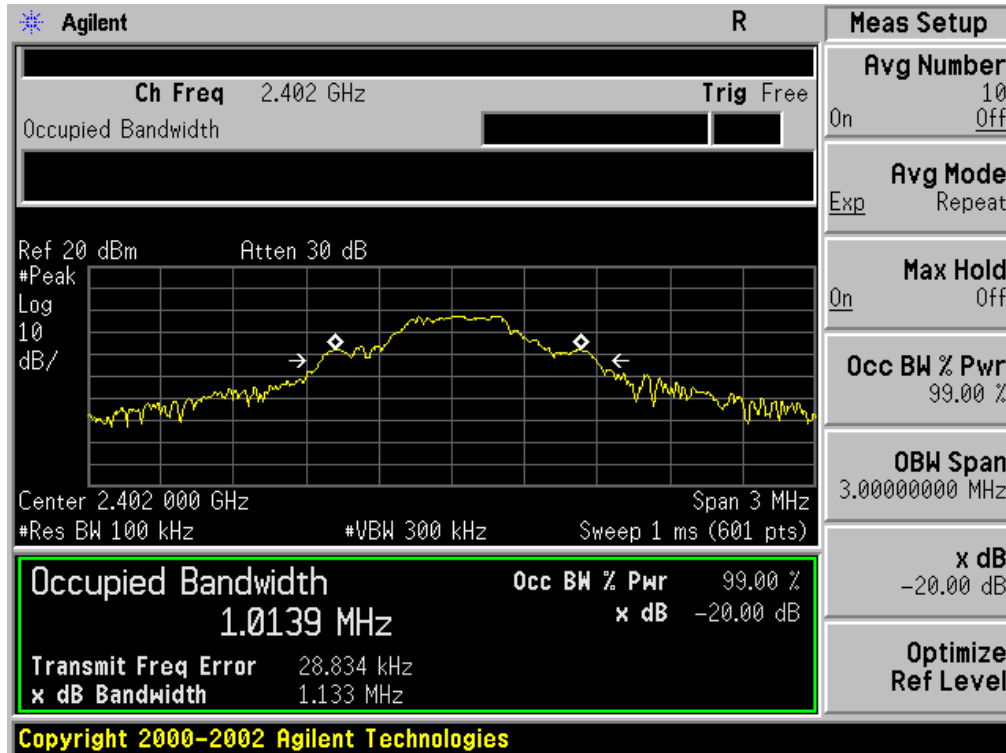 Agilent R
Ch Freq 2.402 GHz Trig Free
Occupied Bandwidth
Ref 20 dBm Atten 30 dB
#Peak
Log
10
dB/
Center 2.402 000 GHz Span 3 MHz
#Res BW 100 kHz #VBW 300 kHz Sweep 1 ms (601 pts)
Occupied Bandwidth
1.0139 MHz
Occ BW % Pwr 99.00 %
x dB -20.00 dB
Transmit Freq Error 28.834 kHz
x dB Bandwidth 1.133 MHz
Copyright 2000-2002 Agilent Technologies
Meas Setup
Avg Number
10
On Off
Avg Mode
Exp Repeat
Max Hold
On Off
Occ BW % Pwr
99.00 %
OBW Span
3.00000000 MHz
x dB
-20.00 dB
Optimize
Ref Level